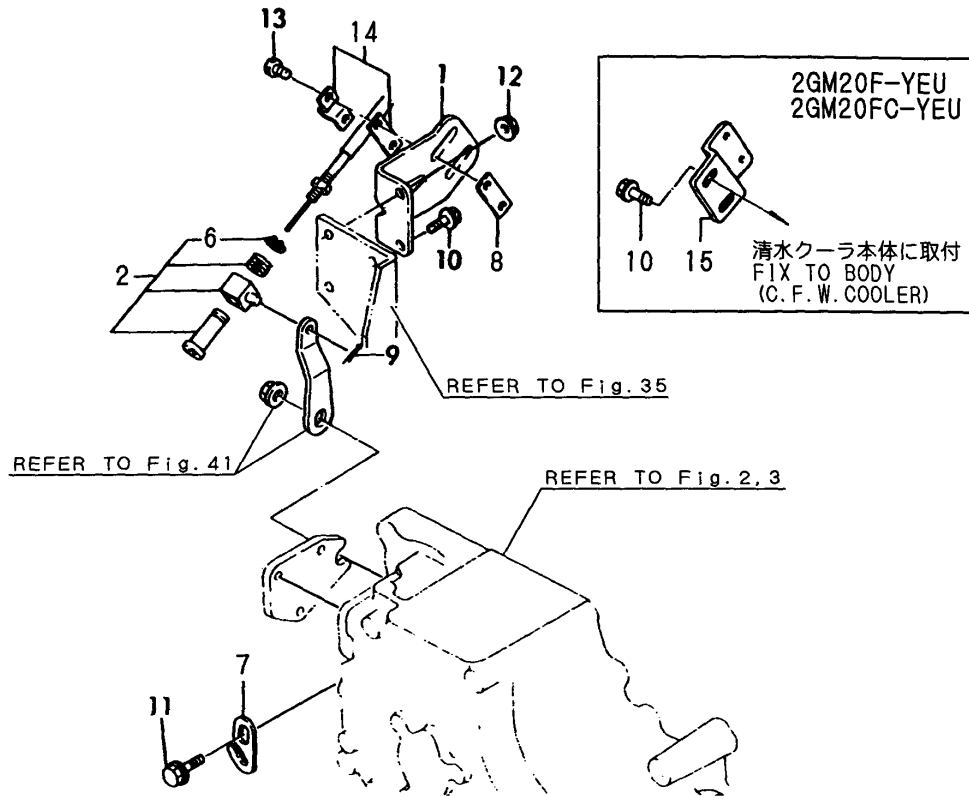 13
14
1
12
2GM20F-YEU
2GM20FC-YEU
10
15
清水クーラ本体に取付
FIX TO BODY
(C.F.W.COOLER)
6
2
10
8
9
REFER TO Fig.35
REFER TO Fig.41
REFER TO Fig.2,3
7
11